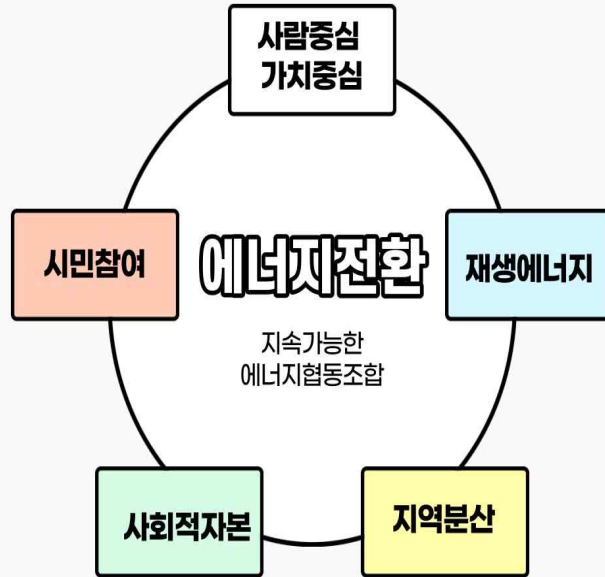 사람중심
가치중심
시민참여
에너지전환
재생에너지
지속가능한
에너지협동조합
사회적자본
지역분산